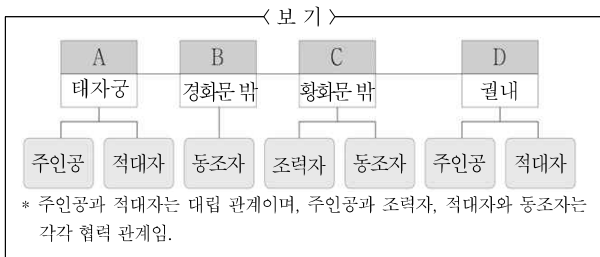 < 보 기 >
A B C D
태자궁 경화문 밖 황화문 밖 궐내
주인공 적대자 동조자 조력자 동조자 주인공 적대자
* 주인공과 적대자는 대립 관계이며, 주인공과 조력자, 적대자와 동조자는
각각 협력 관계임.